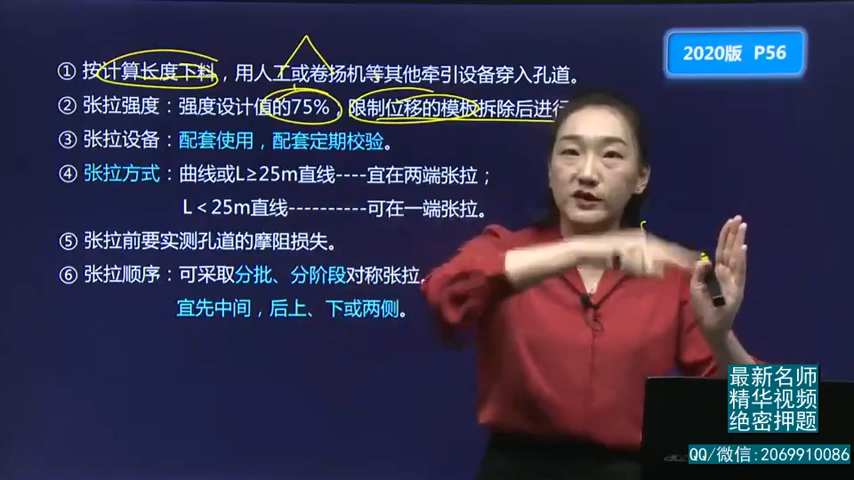 2020版 P56
① 按计算长度下料，用人工或卷扬机等其他牵引设备穿入孔道。
② 张拉强度：强度设计值的75%，限制位移的模板拆除后进行
③ 张拉设备：配套使用，配套定期校验。
④ 张拉方式：曲线或L≥25m直线----宜在两端张拉；
L＜25m直线----------可在一端张拉。
⑤ 张拉前要实测孔道的摩阻损失。
⑥ 张拉顺序：可采取分批、分阶段对称张拉。
宜先中间，后上、下或两侧。
最新名师
精华视频
绝密押题
QQ/微信:2069910086